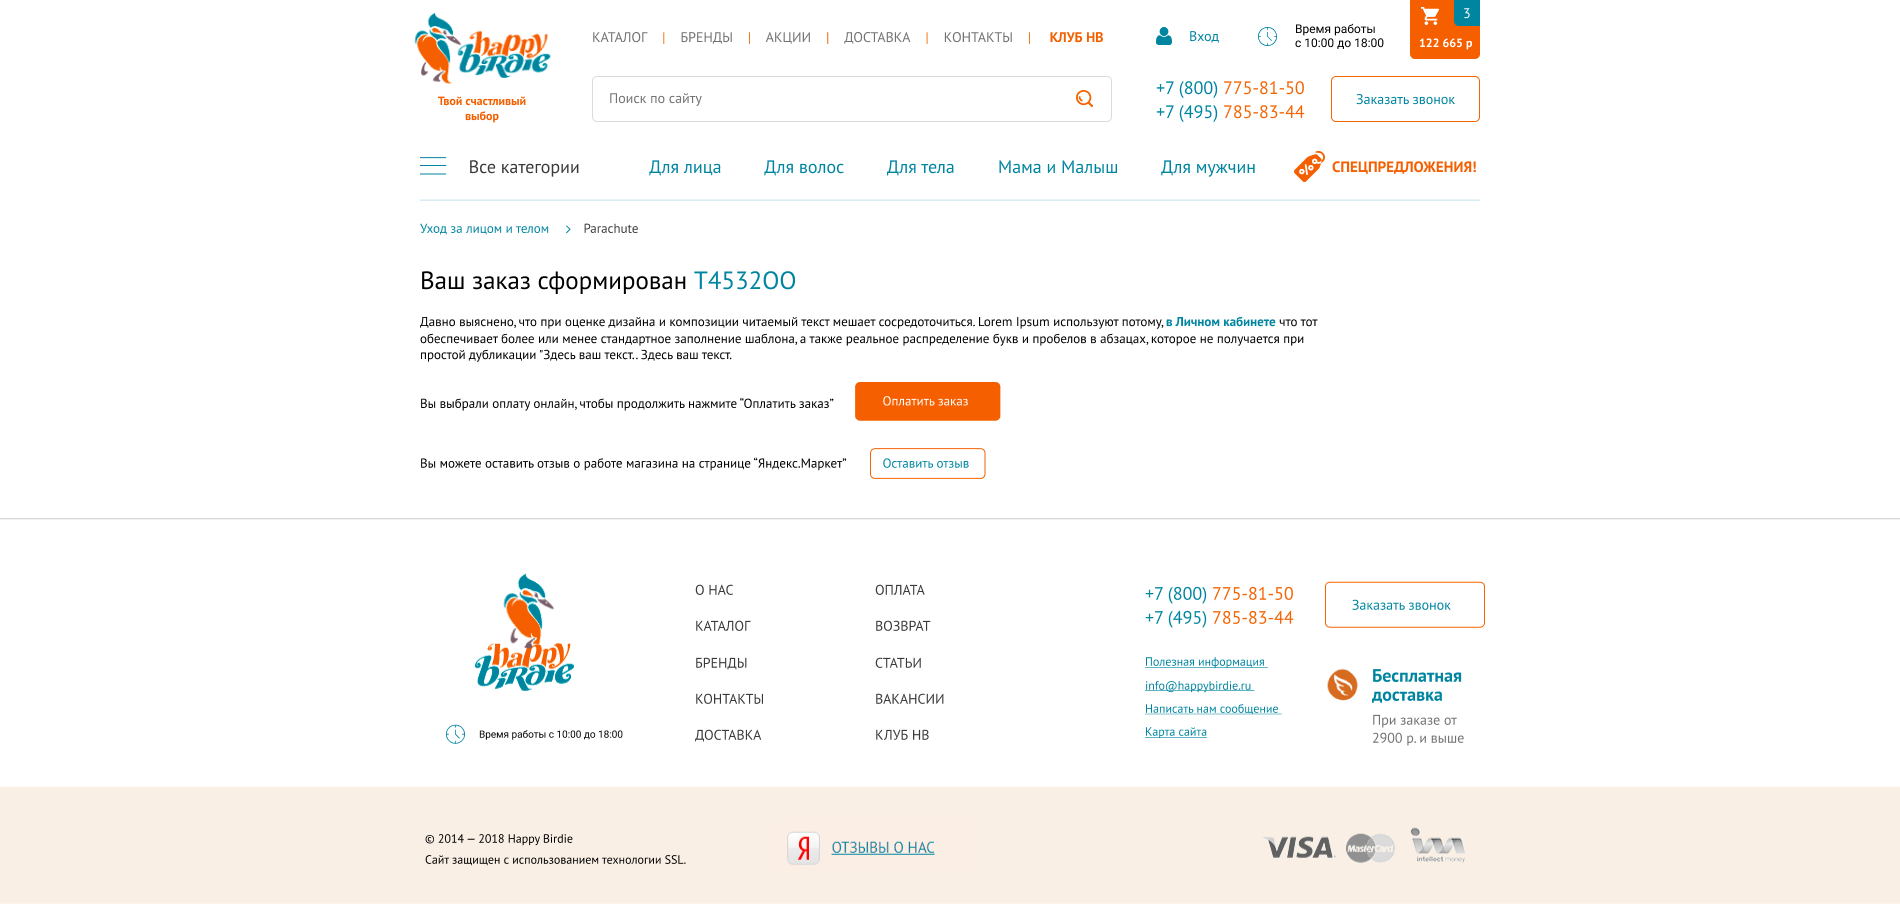 happy
birdie
Твой счастливый
выбор
КАТАЛОГ | БРЕНДЫ | АКЦИИ | ДОСТАВКА | КОНТАКТЫ | КЛУБ HB
Вход
Время работы
с 10:00 до 18:00
3
122 665 р
Поиск по сайту
+7 (800) 775-81-50
+7 (495) 785-83-44
Заказать звонок
Все категории
Для лица
Для волос
Для тела
Мама и Малыш
Для мужчин
%
СПЕЦПРЕДЛОЖЕНИЯ!
Уход за лицом и телом > Parachute
Ваш заказ сформирован Т4532ОО
Давно выяснено, что при оценке дизайна и композиции читаемый текст мешает сосредоточиться. Lorem Ipsum используют потому, в Личном кабинете что тот
обеспечивает более или менее стандартное заполнение шаблона, а также реальное распределение букв и пробелов в абзацах, которое не получается при
простой дубликации "Здесь ваш текст.. Здесь ваш текст.
Вы выбрали оплату онлайн, чтобы продолжить нажмите “Оплатить заказ”
Оплатить заказ
Вы можете оставить отзыв о работе магазина на странице “Яндекс.Маркет”
Оставить отзыв
happy
birdie
Время работы с 10:00 до 18:00
О НАС
КАТАЛОГ
БРЕНДЫ
КОНТАКТЫ
ДОСТАВКА
ОПЛАТА
ВОЗВРАТ
СТАТЬИ
ВАКАНСИИ
КЛУБ HB
+7 (800) 775-81-50
+7 (495) 785-83-44
Заказать звонок
Полезная информация
info@happybirdie.ru
Написать нам сообщение
Карта сайта
Бесплатная
доставка
При заказе от
2900 р. и выше
© 2014 — 2018 Happy Birdie
Сайт защищен с использованием технологии SSL.
Я
ОТЗЫВЫ О НАС
VISA
MasterCard
im
intellect money